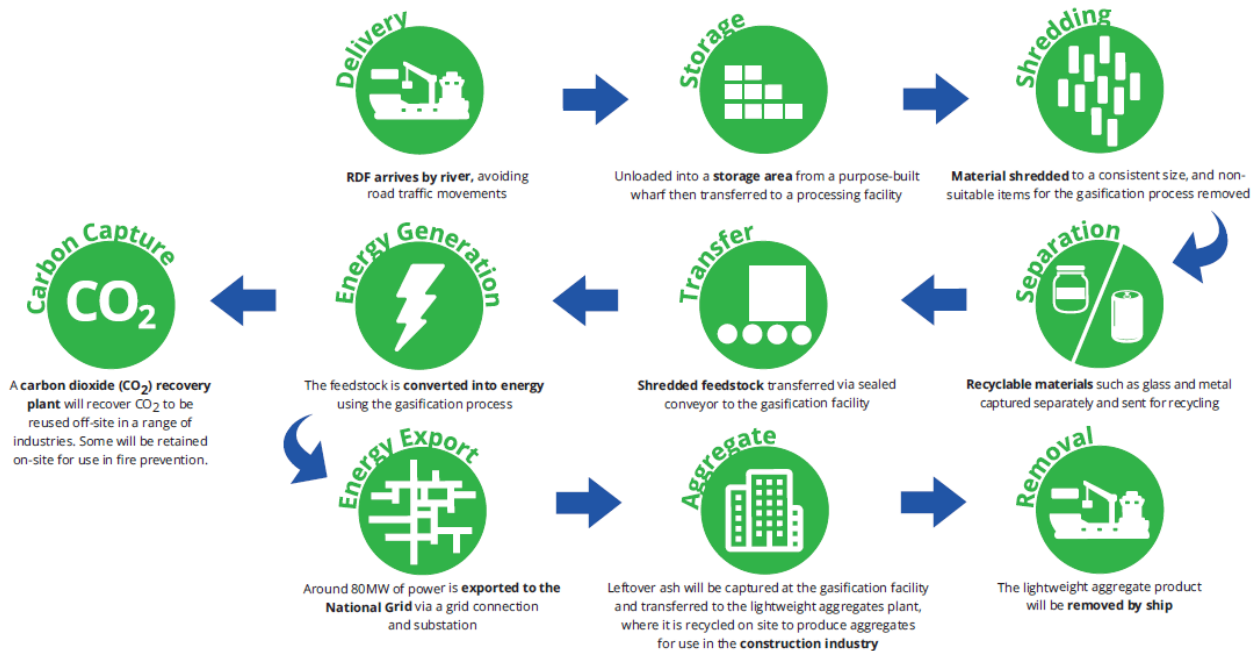 Delivery
RDF arrives by river, avoiding
road traffic movements
Storage
Unloaded into a storage area from a purpose-built
wharf then transferred to a processing facility
Shredding
Material shredded to a consistent size, and non-
suitable items for the gasification process removed
Separation
Recyclable materials such as glass and metal
captured separately and sent for recycling
Transfer
Shredded feedstock transferred via sealed
conveyor to the gasification facility
Energy Generation
The feedstock is converted into energy
using the gasification process
Carbon Capture
CO2
A carbon dioxide (CO2) recovery
plant will recover CO2 to be
reused off-site in a range of
industries. Some will be retained
on-site for use in fire prevention.
Energy Export
Around 80MW of power is exported to the
National Grid via a grid connection
and substation
Aggregate
Leftover ash will be captured at the gasification facility
and transferred to the lightweight aggregates plant,
where it is recycled on site to produce aggregates
for use in the construction industry
Removal
The lightweight aggregate product
will be removed by ship